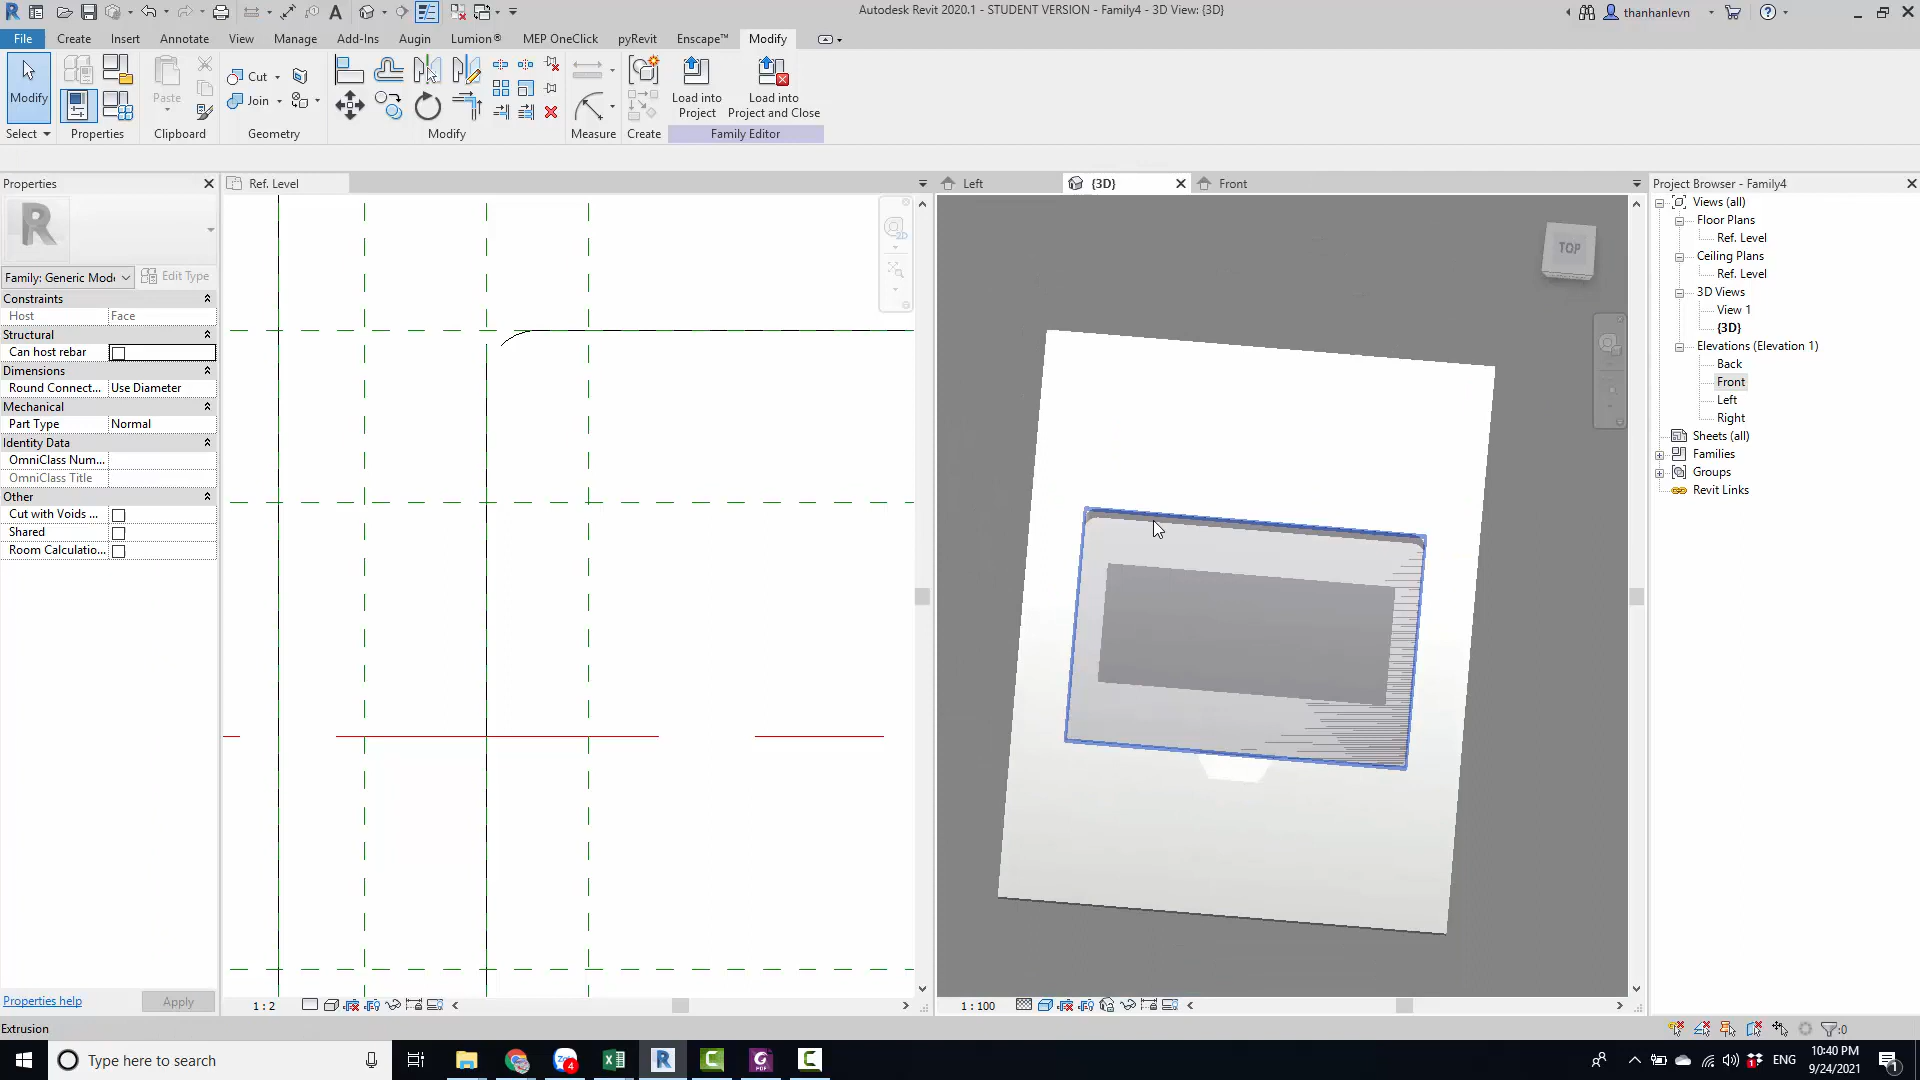 Autodesk Revit 2020.1 - STUDENT VERSION - Family4 - 3D View: {3D}
thanhanlevn
File
Create
Insert
Annotate
View
Manage
Add-Ins
Augin
Lumion®
MEP OneClick
pyRevit
Enscape™
Modify
Modify
Paste
Cut
Join
Load into
Project
Load into
Project and Close
Select
Properties
Clipboard
Geometry
Modify
Measure
Create
Family Editor
Properties
Ref. Level
Left
{3D}
Front
Project Browser - Family4
R
Family: Generic Mode
Edit Type
Constraints
Host
Face
Structural
Can host rebar
Dimensions
Round Connect...
Use Diameter
Mechanical
Part Type
Normal
Identity Data
OmniClass Num...
OmniClass Title
Other
Cut with Voids ...
Shared
Room Calculatio...
Properties help
Apply
2D
TOP
Views (all)
Floor Plans
Ref. Level
Ceiling Plans
Ref. Level
3D Views
View 1
{3D}
Elevations (Elevation 1)
Back
Front
Left
Right
Sheets (all)
Families
Groups
Revit Links
1 : 2
1 : 100
Extrusion
:0
Type here to search
4
ENG
10:40 PM
9/24/2021
1